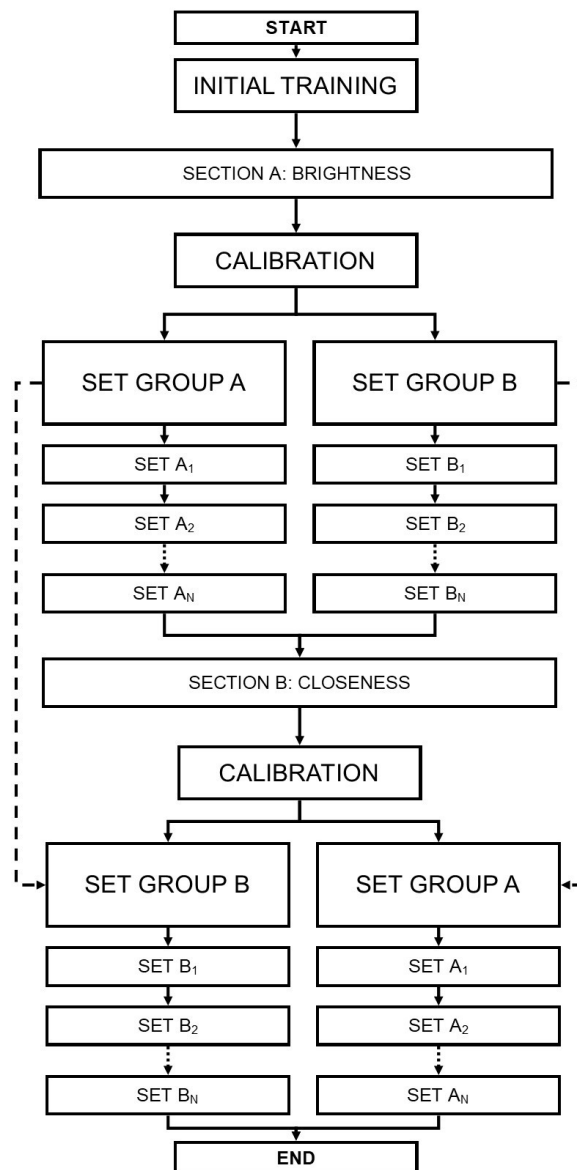 START
INITIAL TRAINING
SECTION A: BRIGHTNESS
CALIBRATION
SET GROUP A
SET GROUP B
SET A₁
SET B₁
SET A₂
SET B₂
SET Aₙ
SET Bₙ
SECTION B: CLOSENESS
CALIBRATION
SET GROUP B
SET GROUP A
SET B₁
SET A₁
SET B₂
SET A₂
SET Bₙ
SET Aₙ
END